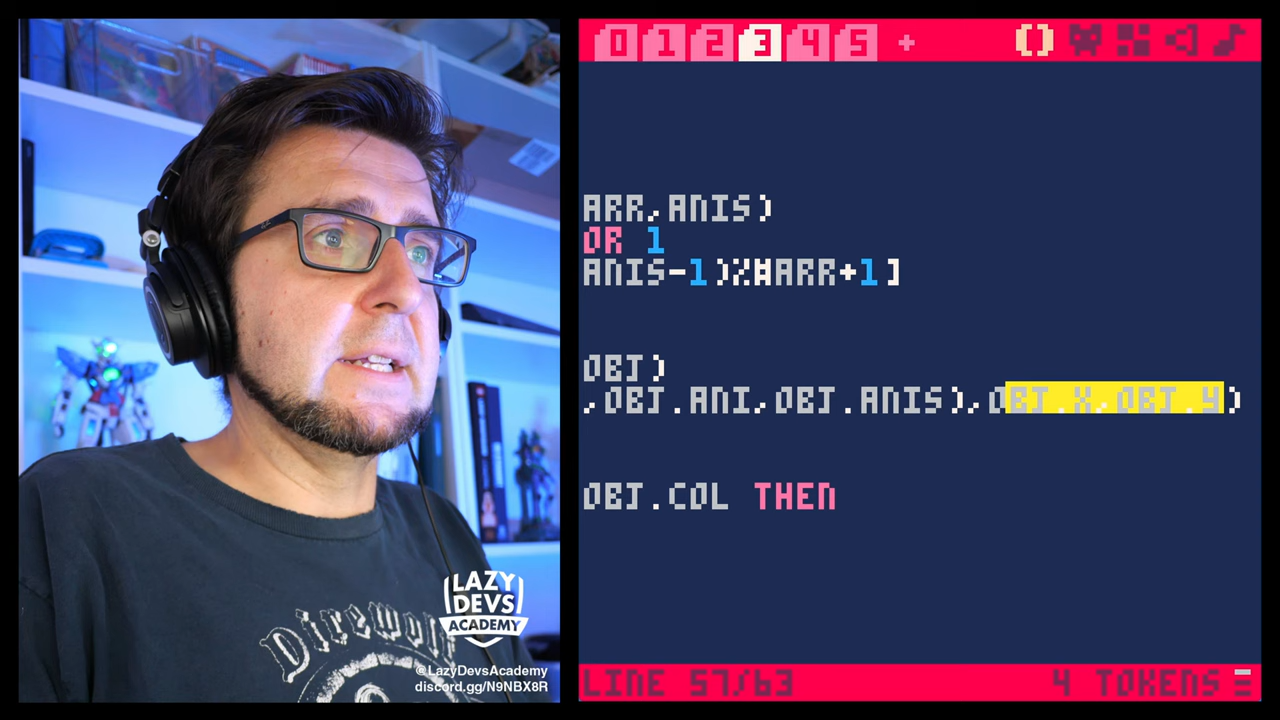 0 1 2 3 4 5 +
ARR,ANIS)
OR 1
ANIS-1)%#ARR+1]
OBJ)
,OBJ.ANI,OBJ.ANIS),OBJ.X,OBJ.Y)
OBJ.COL THEN
LINE 57/63 4 TOKENS
LAZY
DEVS
ACADEMY
Direwolf
@LazyDevsAcademy
discord.gg/N9NBX8R